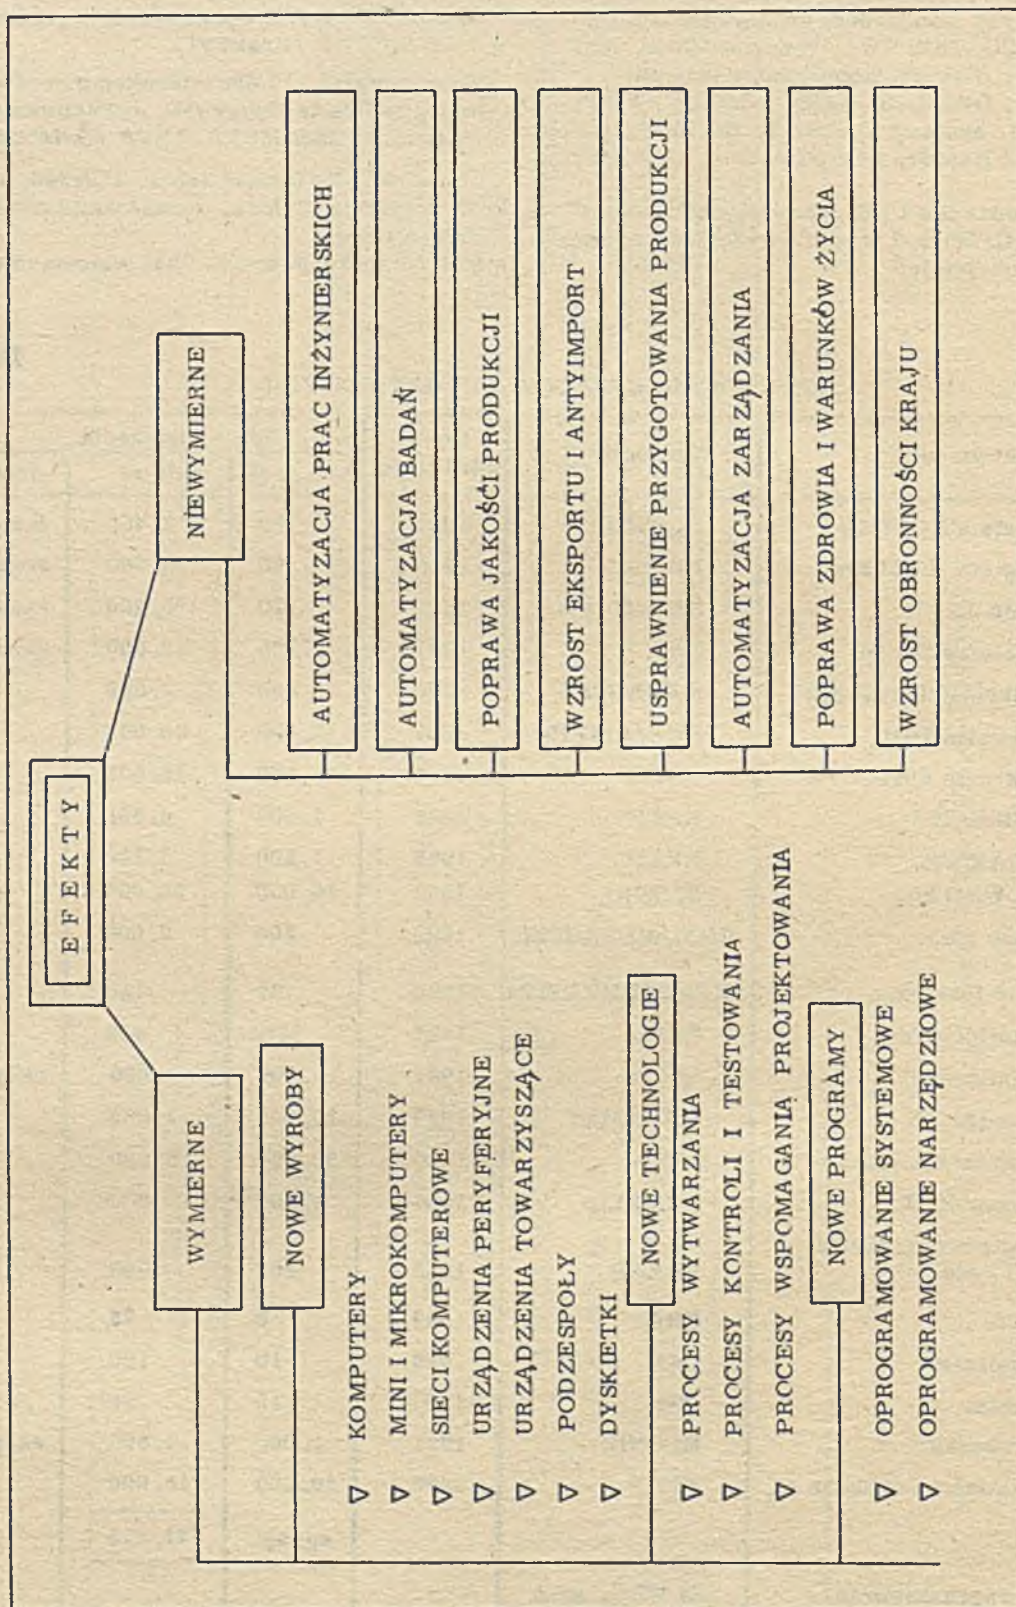 EFEKTY
WYMIERNE
NOWE WYROBY
∇ KOMPUTERY
∇ MINI I MIKROKOMPUTERY
∇ SIECI KOMPUTEROWE
∇ URZĄDZENIA PERYFERYJNE
∇ URZĄDZENIA TOWARZYSZĄCE
∇ PODZESPOŁY
∇ DYSKIETKI
NOWE TECHNOLOGIE
∇ PROCESY WYTWARZANIA
∇ PROCESY KONTROLI I TESTOWANIA
∇ PROCESY WSPOMAGANIA PROJEKTOWANIA
NOWE PROGRAMY
∇ OPROGRAMOWANIE SYSTEMOWE
∇ OPROGRAMOWANIE NARZĘDZIOWE
NIEWYMIERNE
AUTOMATYZACJA PRAC INŻYNIERSKICH
AUTOMATYZACJA BADAŃ
POPRAWA JAKOŚCI PRODUKCJI
WZROST EKSPORTU I ANTYIMPORT
USPRAWNIENIE PRZYGOTOWANIA PRODUKCJI
AUTOMATYZACJA ZARZĄDZANIA
POPRAWA ZDROWIA I WARUNKÓW ŻYCIA
WZROST OBRONNOŚCI KRAJU